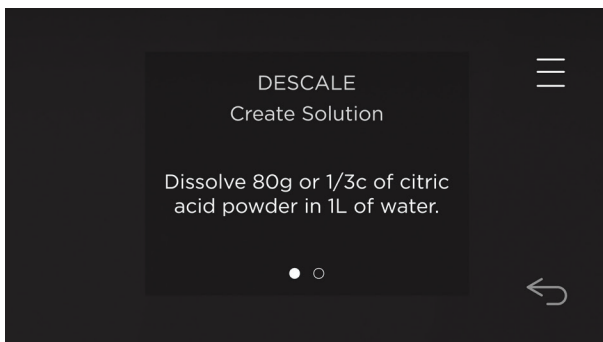 DESCALE
Create Solution
Dissolve 80g or 1/3c of citric
acid powder in 1L of water.